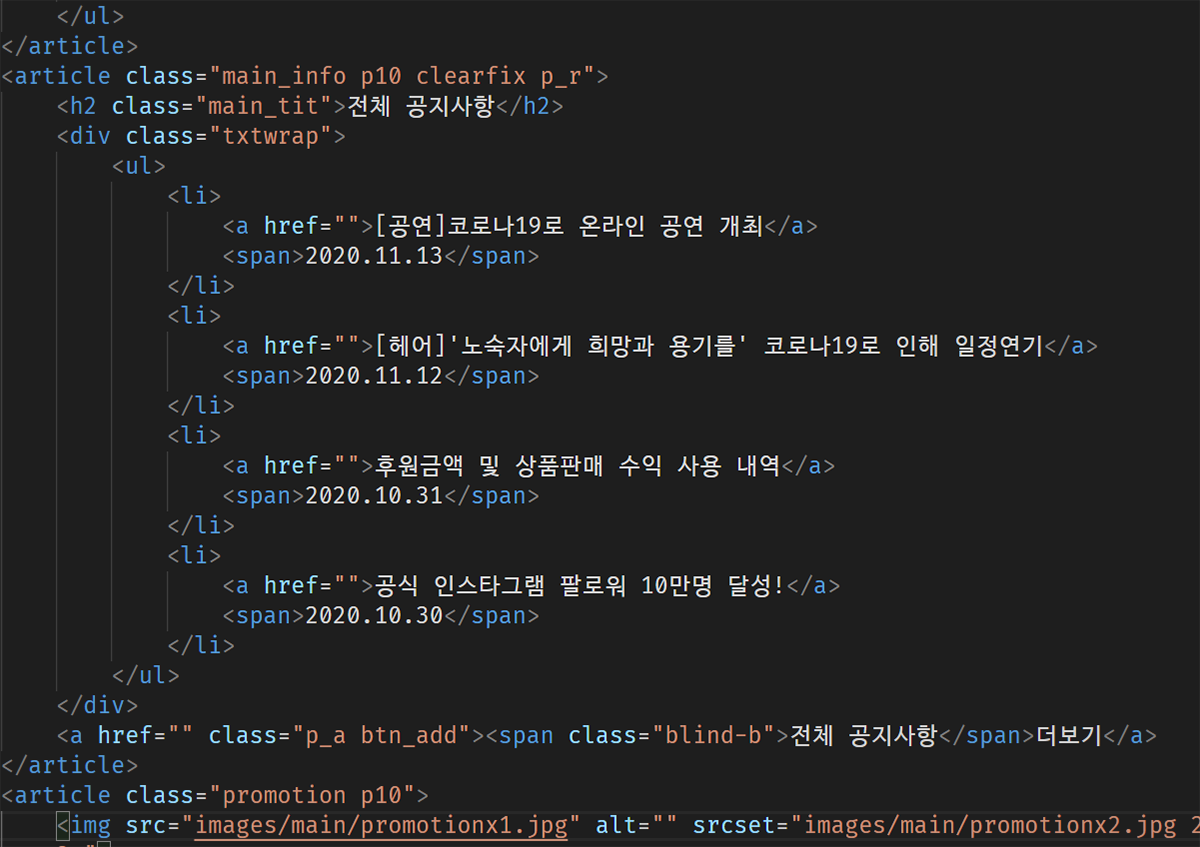 </ul>
</article>
<article class="main_info p10 clearfix p_r">
<h2 class="main_tit">전체 공지사항</h2>
<div class="txtwrap">
<ul>
<li>
<a href="">[공연]코로나19로 온라인 공연 개최</a>
<span>2020.11.13</span>
</li>
<li>
<a href="">[헤어]'노숙자에게 희망과 용기를' 코로나19로 인해 일정연기</a>
<span>2020.11.12</span>
</li>
<li>
<a href="">후원금액 및 상품판매 수익 사용 내역</a>
<span>2020.10.31</span>
</li>
<li>
<a href="">공식 인스타그램 팔로워 10만명 달성!</a>
<span>2020.10.30</span>
</li>
</ul>
</div>
<a href="" class="p_a btn_add"><span class="blind-b">전체 공지사항</span>더보기</a>
</article>
<article class="promotion p10">
<img src="images/main/promotionx1.jpg" alt="" srcset="images/main/promotionx2.jpg 2